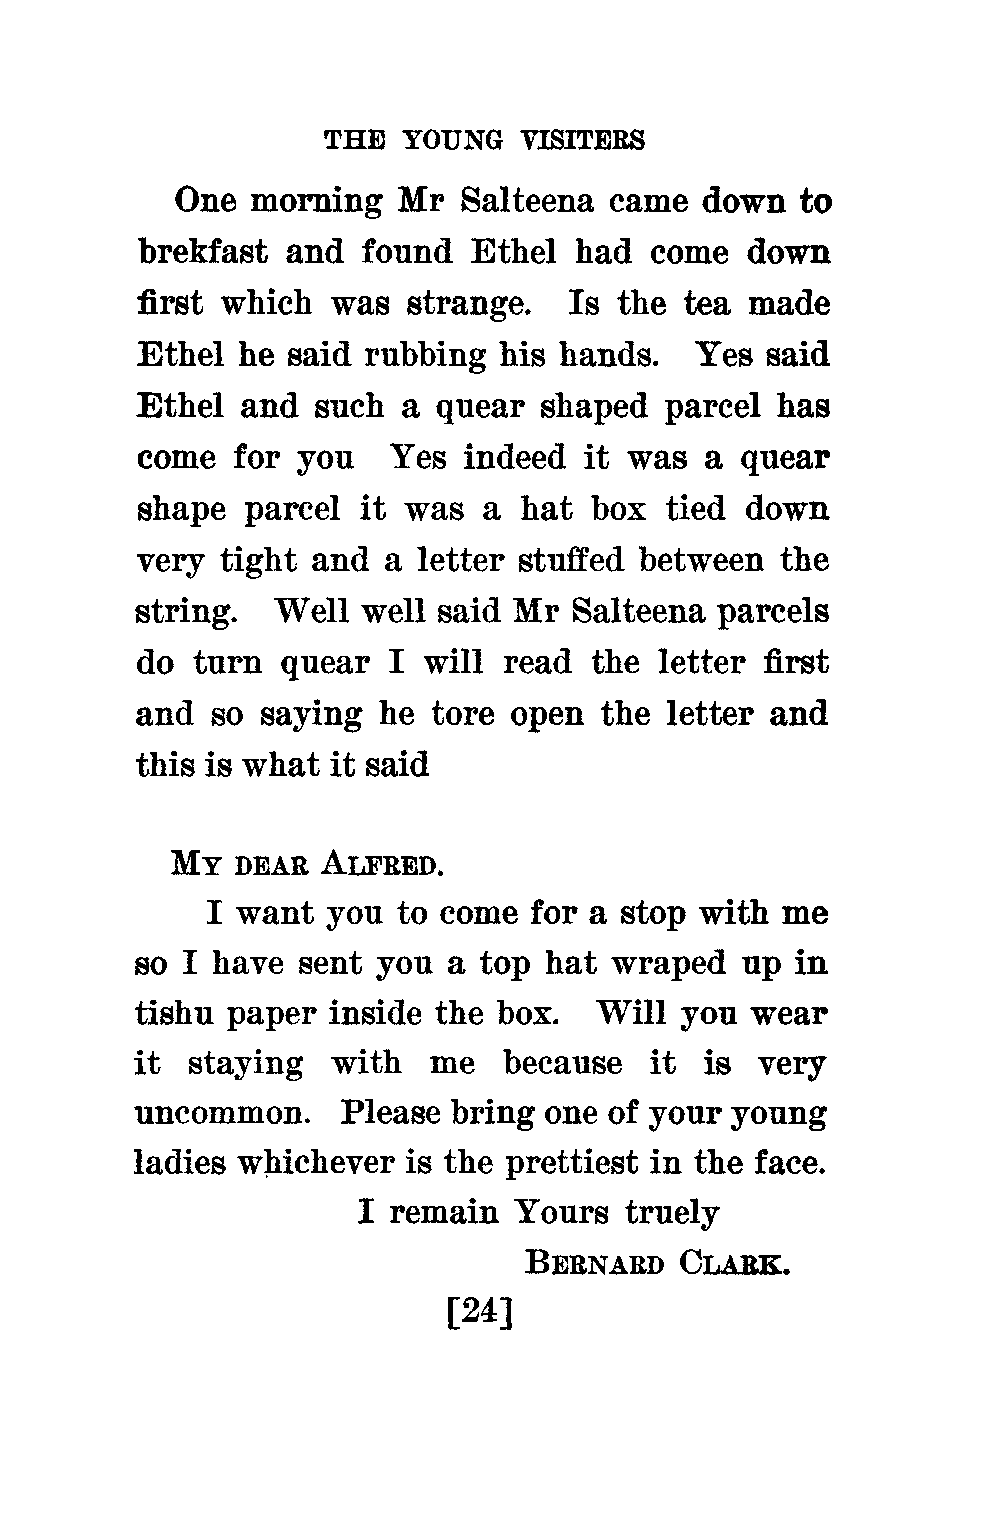 THE YOUNG VISITERS
One morning Mr Salteena came down to
brekfast and found Ethel had come down
first which was strange. Is the tea made
Ethel he said rubbing his hands. Yes said
Ethel and such a quear shaped parcel has
come for you Yes indeed it was a quear
shape parcel it was a hat box tied down
very tight and a letter stuffed between the
string. Well well said Mr Salteena parcels
do turn quear I will read the letter first
and so saying he tore open the letter and
this is what it said
MY DEAR ALFRED.
I want you to come for a stop with me
so I have sent you a top hat wraped up in
tishu paper inside the box. Will you wear
it staying with me because it is very
uncommon. Please bring one of your young
ladies whichever is the prettiest in the face.
I remain Yours truely
BERNARD CLARK.
[24]